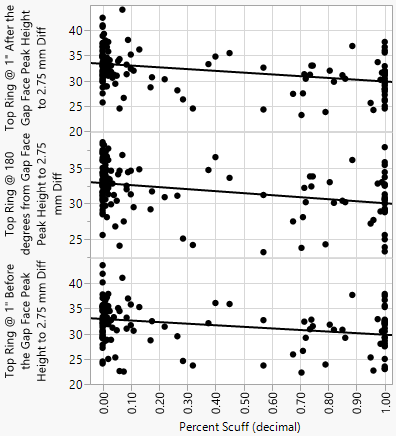 Top Ring @ 1" After the
Gap Face Peak Height
to 2.75 mm Diff
40
35
30
25
20
Top Ring @ 180
degrees from Gap Face
Peak Height to 2.75
mm Diff
35
30
25
Top Ring @ 1" Before
the Gap Face Peak
Height to 2.75 mm Diff
40
35
30
25
20
0.00
0.10
0.20
0.30
0.40
0.50
0.60
0.70
0.80
0.90
1.00
Percent Scuff (decimal)